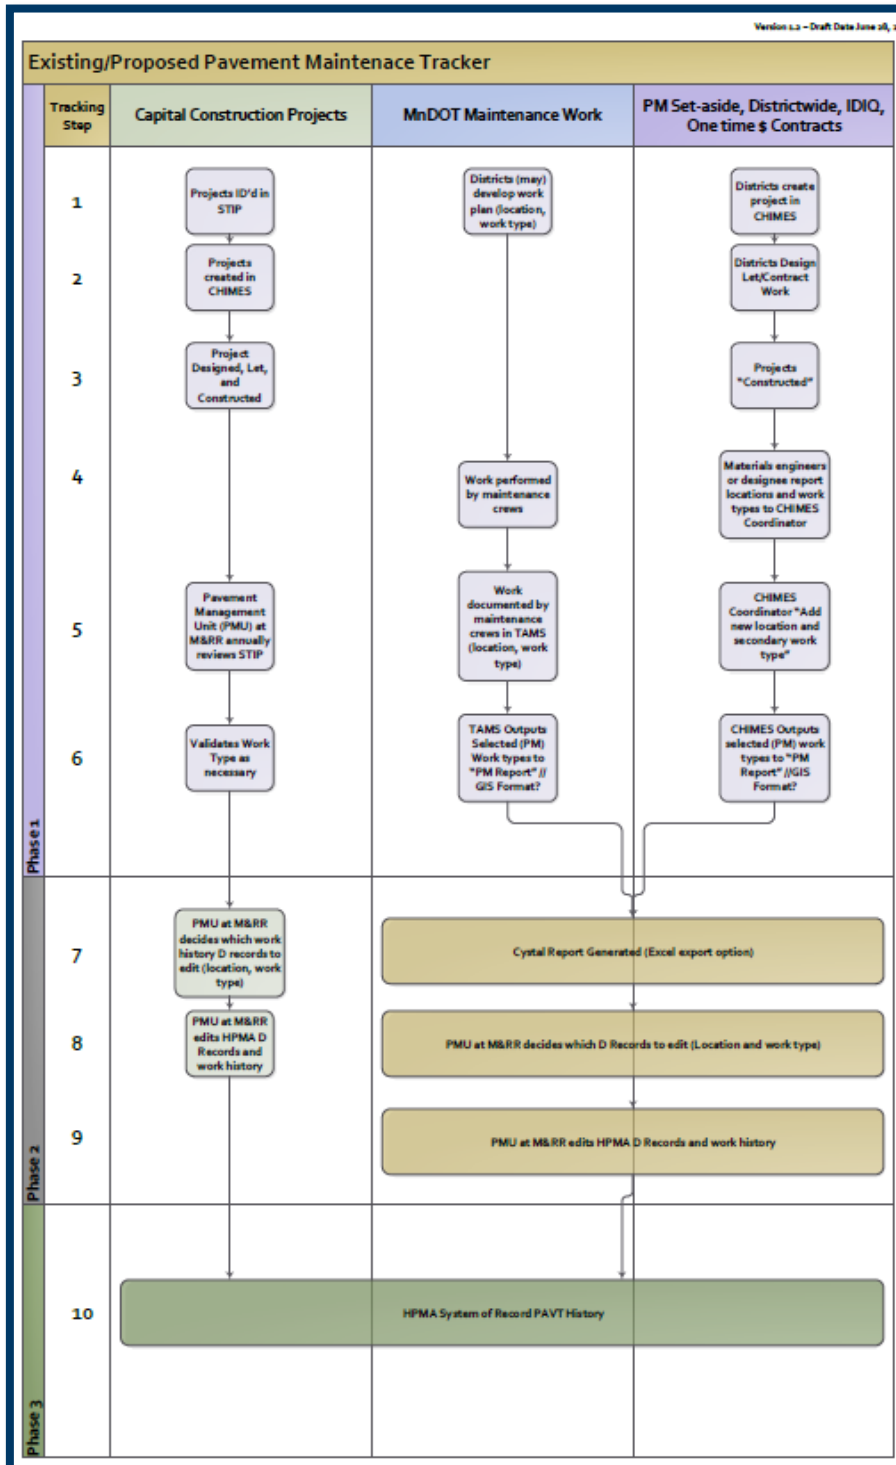 Version 1.2 – Draft Date June 28, 2
Existing/Proposed Pavement Maintenace Tracker
Tracking
Step
Capital Construction Projects
MnDOT Maintenance Work
PM Set-aside, Districtwide, IDIQ,
One time $ Contracts
Phase 1
1
Projects ID'd in
STIP
Districts (may)
develop work
plan (location,
work type)
Districts create
project in
CHIMES
2
Projects
created in
CHIMES
Districts Design
Let/Contract
Work
3
Project
Designed, Let,
and
Constructed
Projects
"Constructed"
4
Work performed
by maintenance
crews
Materials engineers
or designee report
locations and work
types to CHIMES
Coordinator
5
Pavement
Management
Unit (PMU) at
M&RR annually
reviews STIP
Work
documented by
maintenance
crews in TAMS
(location, work
type)
CHIMES
Coordinator "Add
new location and
secondary work
type"
6
Validates Work
Type as
necessary
TAMS Outputs
Selected (PM)
Work types to
"PM Report" //
GIS Format?
CHIMES Outputs
selected (PM) work
types to "PM
Report" //GIS
Format?
Phase 2
7
PMU at M&RR
decides which work
history D records to
edit (location, work
type)
Cystal Report Generated (Excel export option)
8
PMU at M&RR
edits HPMA D
Records and
work history
PMU at M&RR decides which D Records to edit (Location and work type)
9
PMU at M&RR edits HPMA D Records and work history
Phase 3
10
HPMA System of Record PAVT History